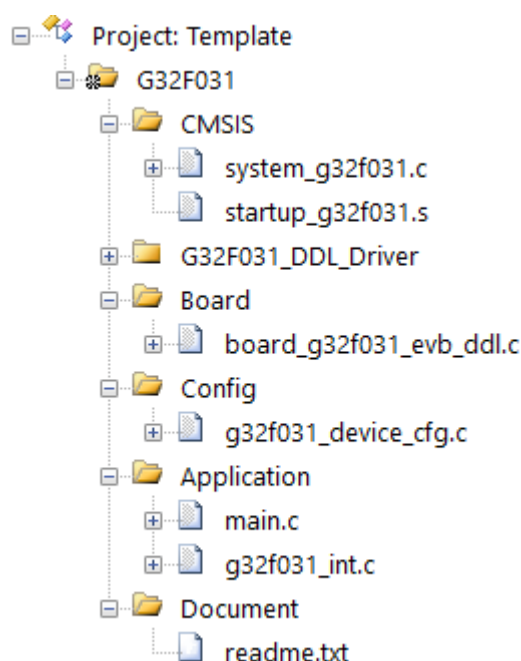 Project: Template
G32F031
CMSIS
system_g32f031.c
startup_g32f031.s
G32F031_DDL_Driver
Board
board_g32f031_evb_ddl.c
Config
g32f031_device_cfg.c
Application
main.c
g32f031_int.c
Document
readme.txt